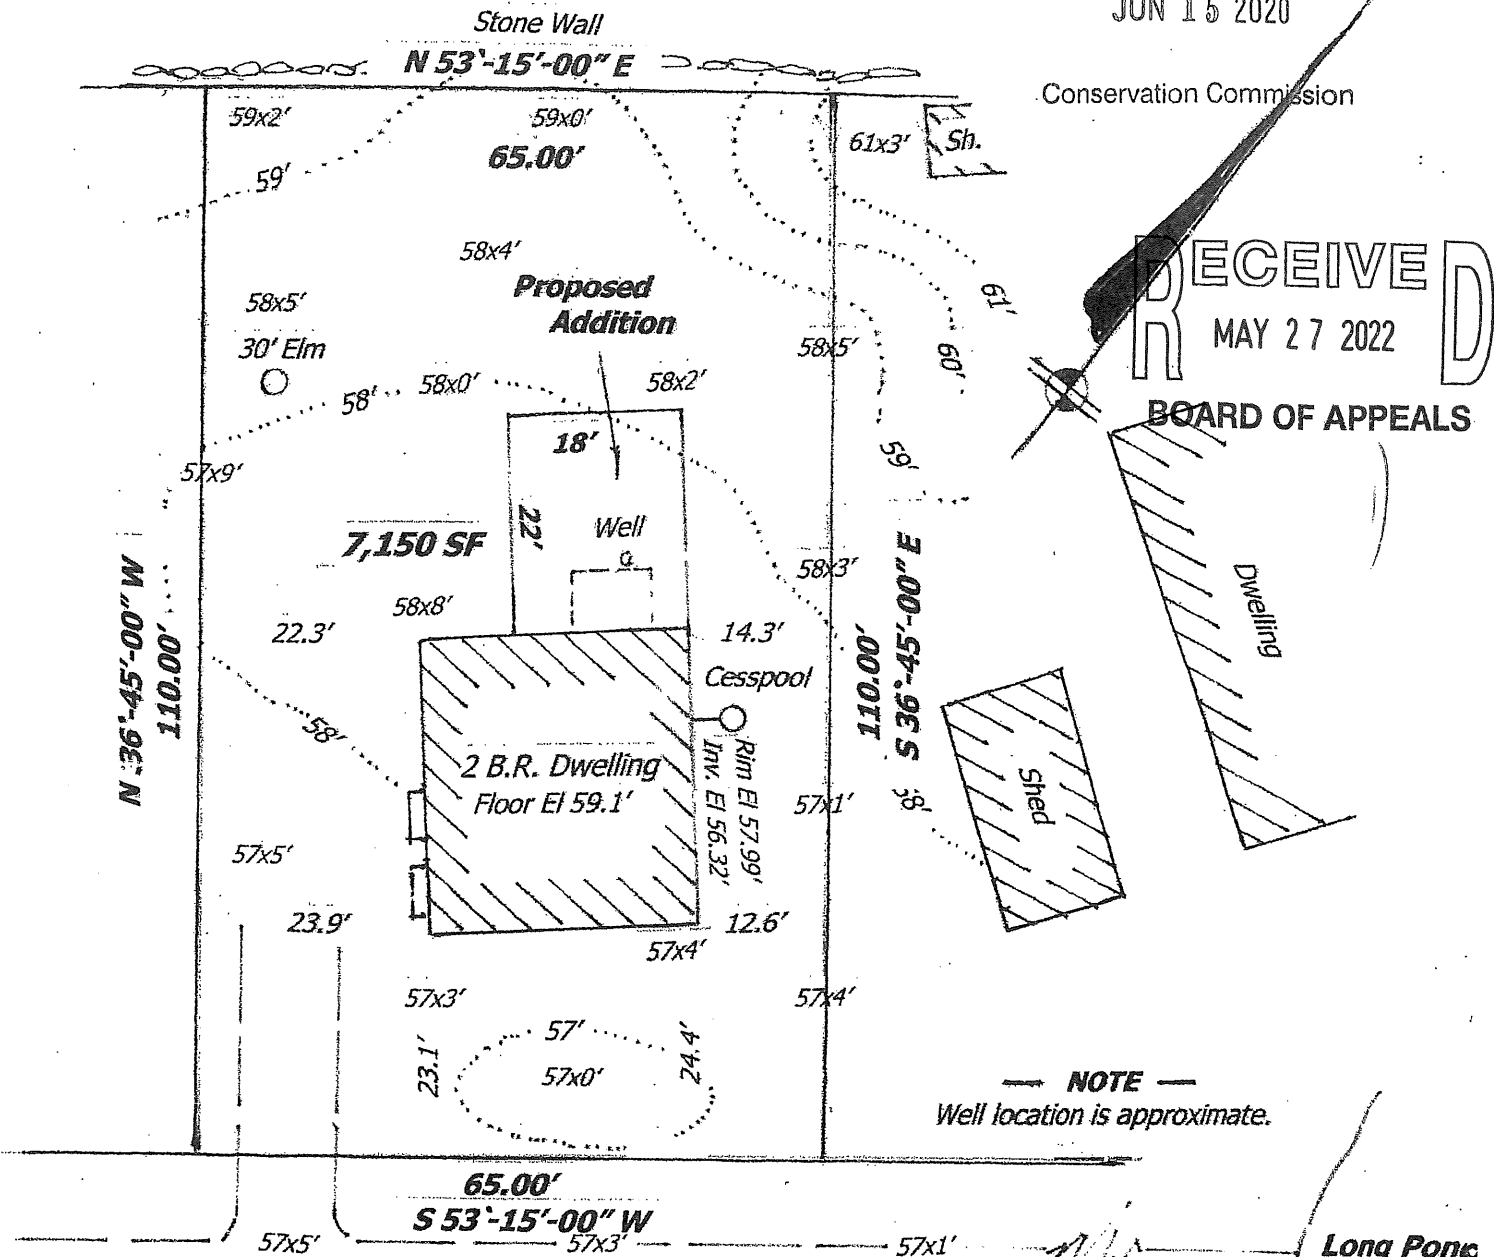 JUN 15 2020
Conservation Commission
RECEIVED
MAY 27 2022
BOARD OF APPEALS
Stone Wall
N 53°-15'-00" E
59x2'
59x0'
65.00'
61x3'
Sh.
59'
58x4'
Proposed
Addition
58x5'
30' Elm
58'
58x0'
58x2'
58x5'
61'
60'
59'
18'
57x9'
22'
Well
7,150 SF
58x3'
58x8'
22.3'
14.3'
N 36°-45'-00" W
110.00'
110.00'
S 36°-45'-00" E
Dwelling
Cesspool
58'
2 B.R. Dwelling
Floor El 59.1'
Rim El 57.99'
Inv. El 56.32'
57x1'
58'
Shed
57x5'
23.9'
12.6'
57x4'
57x3'
57x4'
57'
57x0'
23.1'
24.4'
— NOTE —
Well location is approximate.
65.00'
S 53°-15'-00" W
57x5'
57x3'
57x1'
Long Pond